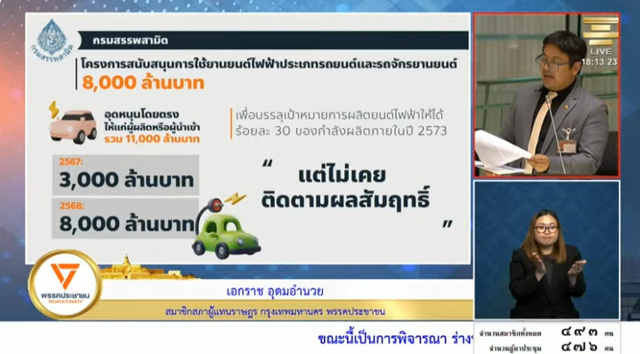 กรมสรรพสามิต
กรมสรรพสามิต
โครงการสนับสนุนการใช้ยานยนต์ไฟฟ้าประเภทรถยนต์และรถจักรยานยนต์
8,000 ล้านบาท
อุดหนุนโดยตรง
ให้แก่ผู้ผลิตหรือผู้นำเข้า
รวม 11,000 ล้านบาท
เพื่อบรรลุเป้าหมายการผลิตยนต์ไฟฟ้าให้ได้
ร้อยละ 30 ของกำลังผลิตภายในปี 2573
2567:
3,000 ล้านบาท
2568:
8,000 ล้านบาท
“ แต่ไม่เคย
ติดตามผลสัมฤทธิ์ ”
LIVE
18:13:23
พรรคประชาชน
PEOPLE'S PARTY
เอกราช อุดมอำนวย
สมาชิกสภาผู้แทนราษฎร กรุงเทพมหานคร พรรคประชาชน
ขณะนี้เป็นการพิจารณา ร่าง
จำนวนสมาชิกทั้งหมด ๔๙๓ คน
จำนวนผู้มาประชุม ๔๗๖ คน